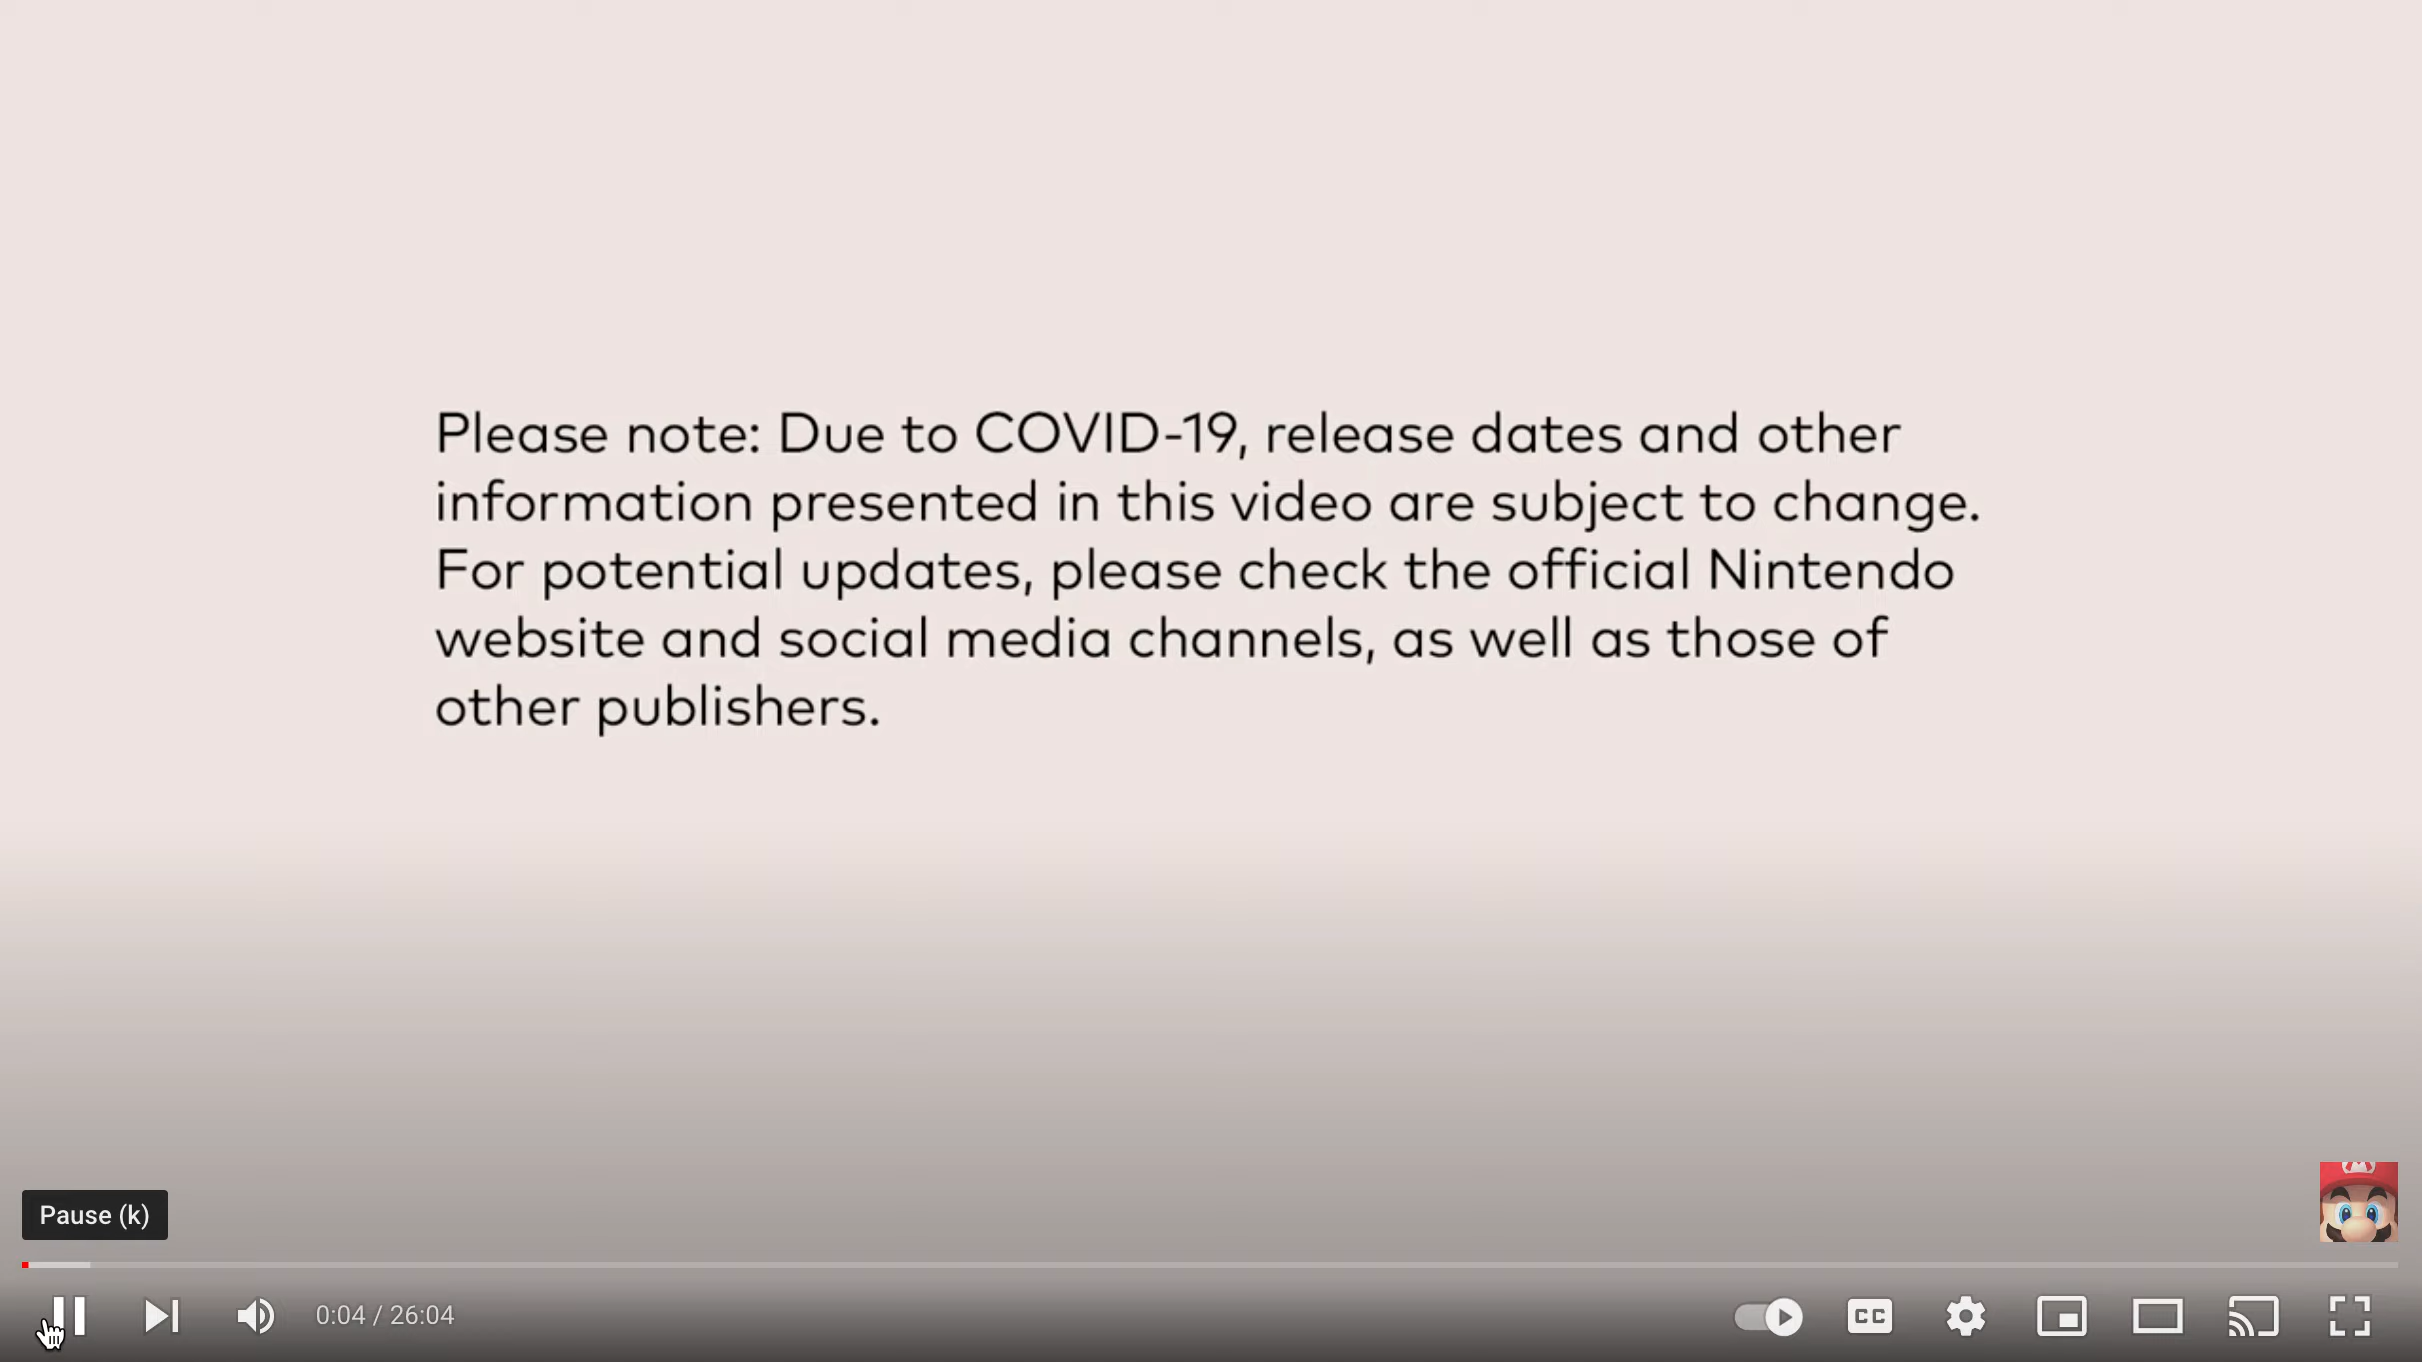 Please note: Due to COVID-19, release dates and other
information presented in this video are subject to change.
For potential updates, please check the official Nintendo
website and social media channels, as well as those of
other publishers.
Pause (k)
M
0:04 / 26:04
CC